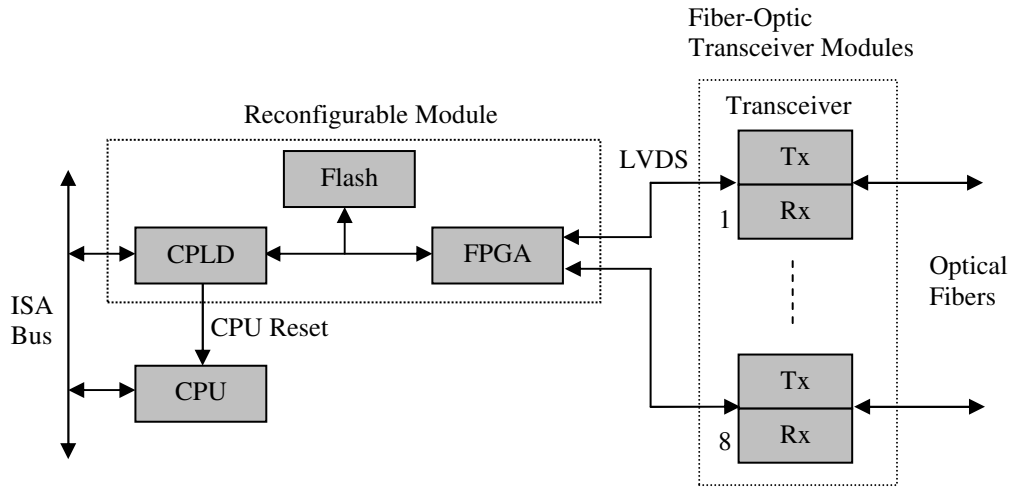 Fiber-Optic
Transceiver Modules
Reconfigurable Module
Transceiver
LVDS
Tx
Rx
1
Flash
CPLD
FPGA
ISA
Bus
CPU Reset
CPU
Optical
Fibers
Tx
Rx
8